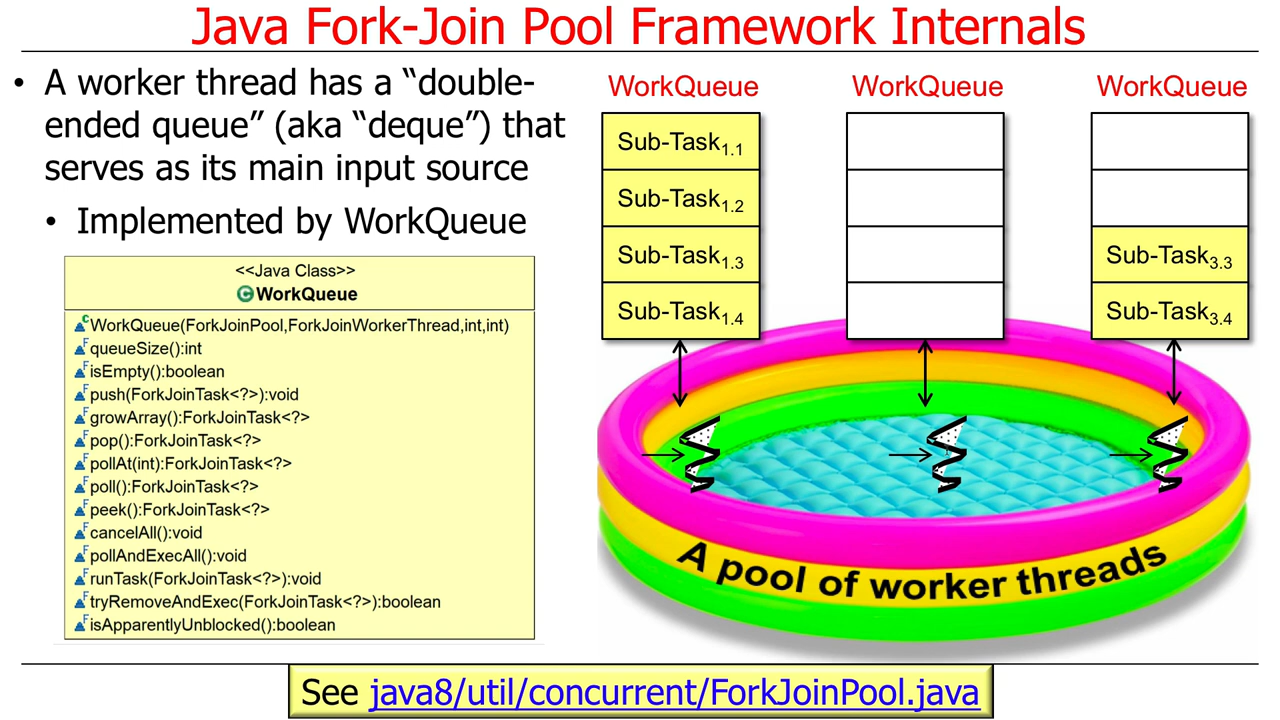 Java Fork-Join Pool Framework Internals
• A worker thread has a “double-
ended queue” (aka “deque”) that
serves as its main input source
• Implemented by WorkQueue
<<Java Class>>
WorkQueue
WorkQueue(ForkJoinPool,ForkJoinWorkerThread,int,int)
queueSize():int
isEmpty():boolean
push(ForkJoinTask<?>):void
growArray():ForkJoinTask<?>
pop():ForkJoinTask<?>
pollAt(int):ForkJoinTask<?>
poll():ForkJoinTask<?>
peek():ForkJoinTask<?>
cancelAll():void
pollAndExecAll():void
runTask(ForkJoinTask<?>):void
tryRemoveAndExec(ForkJoinTask<?>):boolean
isApparentlyUnblocked():boolean
WorkQueue
Sub-Task1.1
Sub-Task1.2
Sub-Task1.3
Sub-Task1.4
WorkQueue
WorkQueue
Sub-Task3.3
Sub-Task3.4
A pool of worker threads
See java8/util/concurrent/ForkJoinPool.java